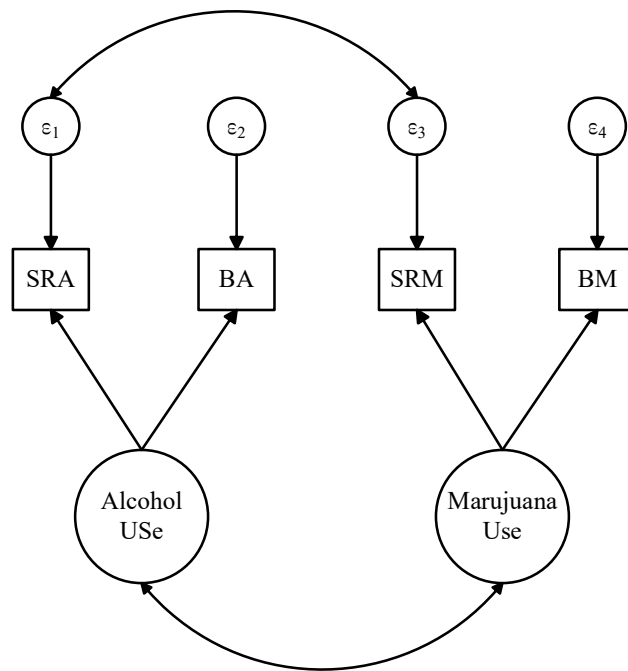 ε1 ε2 ε3 ε4
SRA BA SRM BM
Alcohol
USe
Marujuana
Use